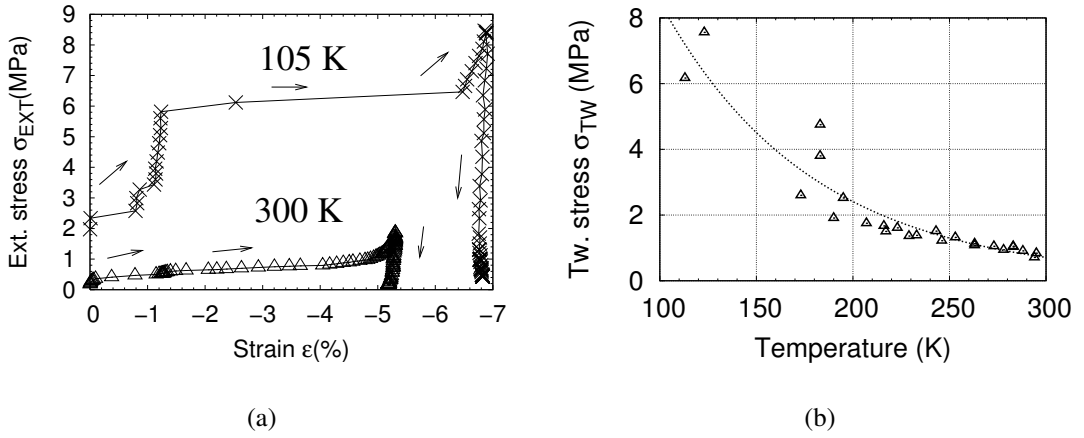 Ext. stress σEXT(MPa)
9
8
7
6
5
4
3
2
1
0
105 K
300 K
0 −1 −2 −3 −4 −5 −6 −7
Strain ε(%)
(a)
Tw. stress σTW (MPa)
8
6
4
2
0
100 150 200 250 300
Temperature (K)
(b)